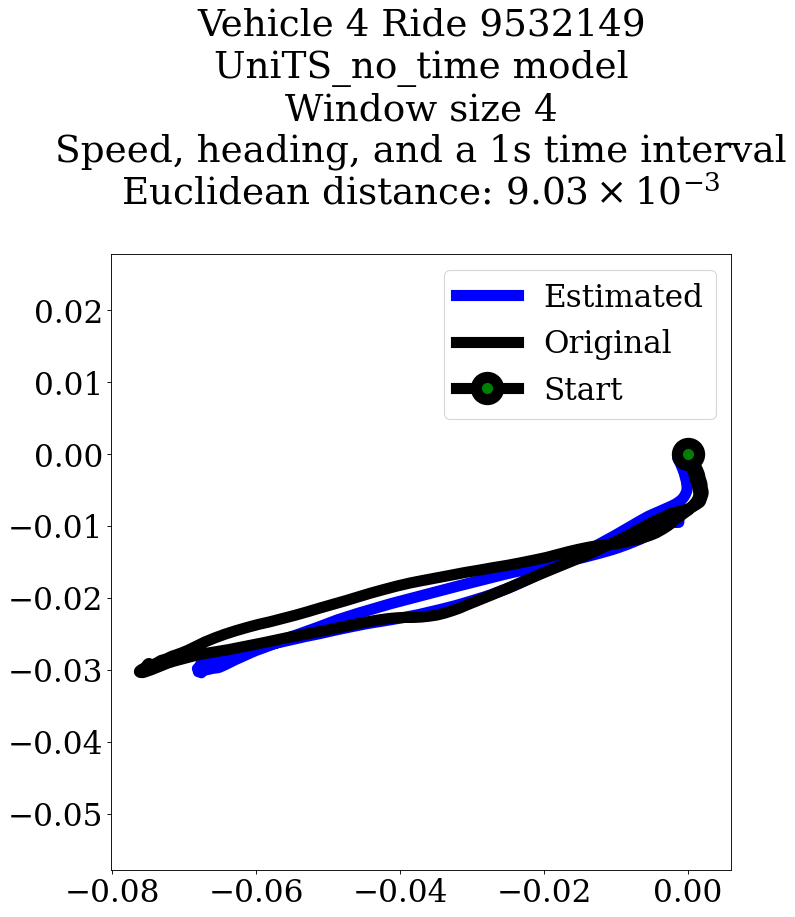 Vehicle 4 Ride 9532149
UniTS_no_time model
Window size 4
Speed, heading, and a 1s time interval
Euclidean distance: 9.03 × 10⁻³
Estimated
Original
Start
0.02
0.01
0.00
−0.01
−0.02
−0.03
−0.04
−0.05
−0.08
−0.06
−0.04
−0.02
0.00